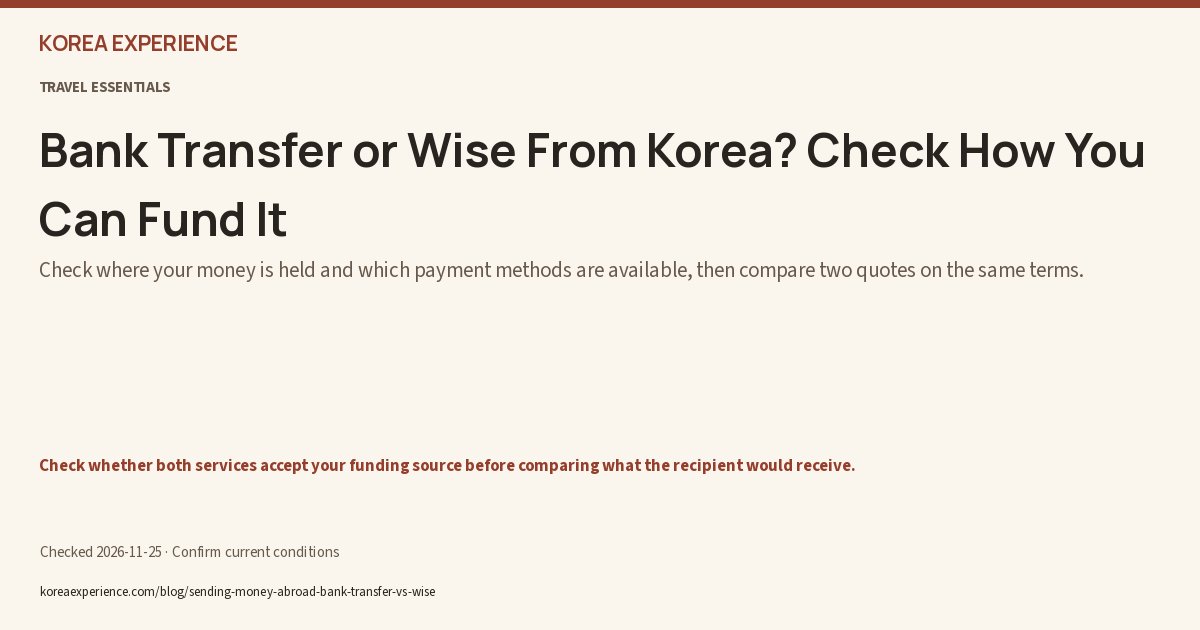 KOREA EXPERIENCE
TRAVEL ESSENTIALS
Bank Transfer or Wise From Korea? Check How You
Can Fund It
Check where your money is held and which payment methods are available, then compare two quotes on the same terms.
Check whether both services accept your funding source before comparing what the recipient would receive.
Checked 2026-11-25 · Confirm current conditions
koreaexperience.com/blog/sending-money-abroad-bank-transfer-vs-wise